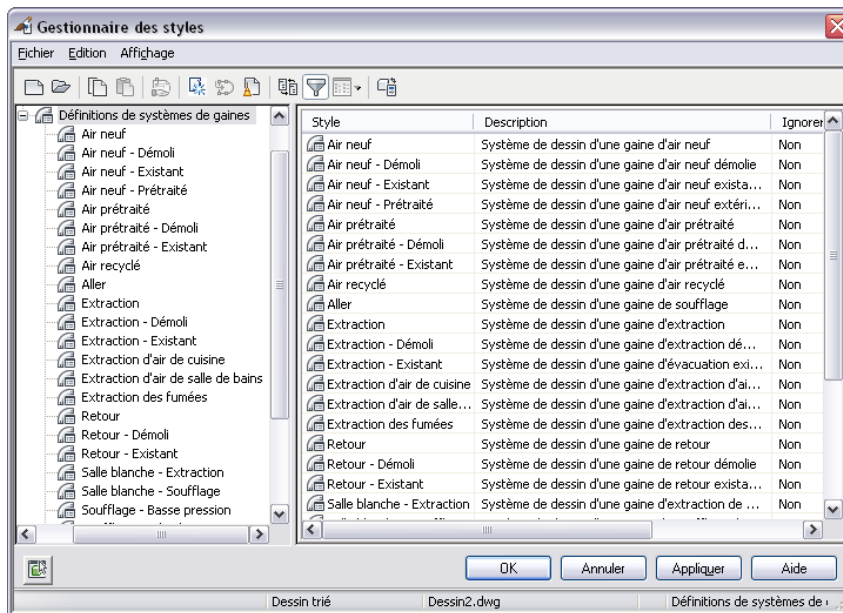 Gestionnaire des styles
Fichier Edition Affichage
Définitions de systèmes de gaines
Air neuf
Air neuf - Démoli
Air neuf - Existant
Air neuf - Prétraité
Air prétraité
Air prétraité - Démoli
Air prétraité - Existant
Air recyclé
Aller
Extraction
Extraction - Démoli
Extraction - Existant
Extraction d'air de cuisine
Extraction d'air de salle de bains
Extraction des fumées
Retour
Retour - Démoli
Retour - Existant
Salle blanche - Extraction
Salle blanche - Soufflage
Soufflage - Basse pression
Style Description Ignorer
Air neuf Système de dessin d'une gaine d'air neuf Non
Air neuf - Démoli Système de dessin d'une gaine d'air neuf démolie Non
Air neuf - Existant Système de dessin d'une gaine d'air neuf exista... Non
Air neuf - Prétraité Système de dessin d'une gaine d'air neuf extéri... Non
Air prétraité Système de dessin d'une gaine d'air prétraité Non
Air prétraité - Démoli Système de dessin d'une gaine d'air prétraité d... Non
Air prétraité - Existant Système de dessin d'une gaine d'air prétraité e... Non
Air recyclé Système de dessin d'une gaine d'air recyclé Non
Aller Système de dessin d'une gaine de soufflage Non
Extraction Système de dessin d'une gaine d'extraction Non
Extraction - Démoli Système de dessin d'une gaine d'extraction dé... Non
Extraction - Existant Système de dessin d'une gaine d'évacuation exi... Non
Extraction d'air de cuisine Système de dessin d'une gaine d'extraction d'ai... Non
Extraction d'air de salle... Système de dessin d'une gaine d'extraction d'ai... Non
Extraction des fumées Système de dessin d'une gaine d'extraction des... Non
Retour Système de dessin d'une gaine de retour Non
Retour - Démoli Système de dessin d'une gaine de retour démolie Non
Retour - Existant Système de dessin d'une gaine de retour exista... Non
Salle blanche - Extraction Système de dessin d'une gaine d'extraction de ... Non
OK Annuler Appliquer Aide
Dessin trié Dessin2.dwg Définitions de systèmes de